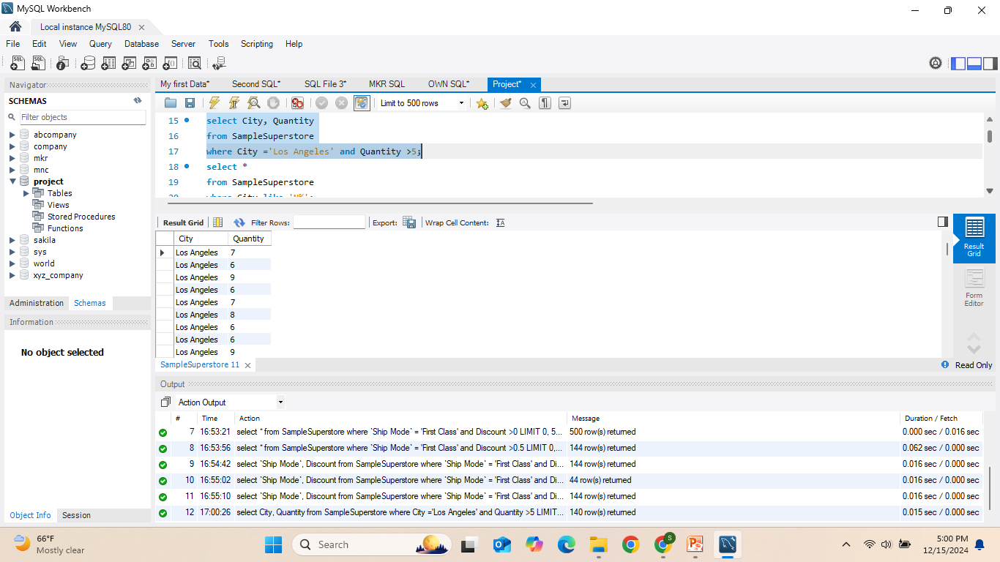 MySQL Workbench
Local instance MySQL80
File Edit View Query Database Server Tools Scripting Help
Navigator
SCHEMAS
Filter objects
abcompany
company
mkr
mnc
project
Tables
Views
Stored Procedures
Functions
sakila
sys
world
xyz_company
Administration Schemas
Information
No object selected
Object Info Session
My first Data* Second SQL* SQL File 3* MKR SQL OWN SQL* Project*
Limit to 500 rows
15 select City, Quantity
16 from SampleSuperstore
17 where City ='Los Angeles' and Quantity >5;
18 select *
19 from SampleSuperstore
20 where City like 'N%';
Result Grid Filter Rows: Export: Wrap Cell Content:
City Quantity
Los Angeles 7
Los Angeles 6
Los Angeles 9
Los Angeles 6
Los Angeles 7
Los Angeles 8
Los Angeles 6
Los Angeles 6
Los Angeles 9
Result
Grid
Form
Editor
SampleSuperstore 11
Read Only
Output
Action Output
# Time Action Message Duration / Fetch
7 16:53:21 select * from SampleSuperstore where `Ship Mode` = 'First Class' and Discount >0 LIMIT 0, 5... 500 row(s) returned 0.000 sec / 0.016 sec
8 16:53:56 select * from SampleSuperstore where `Ship Mode` = 'First Class' and Discount >0.5 LIMIT 0,... 144 row(s) returned 0.062 sec / 0.000 sec
9 16:54:42 select `Ship Mode`, Discount from SampleSuperstore where `Ship Mode` = 'First Class' and Di... 144 row(s) returned 0.016 sec / 0.000 sec
10 16:55:02 select `Ship Mode`, Discount from SampleSuperstore where `Ship Mode` = 'First Class' and Di... 44 row(s) returned 0.016 sec / 0.000 sec
11 16:55:10 select `Ship Mode`, Discount from SampleSuperstore where `Ship Mode` = 'First Class' and Di... 144 row(s) returned 0.016 sec / 0.000 sec
12 17:00:26 select City, Quantity from SampleSuperstore where City ='Los Angeles' and Quantity >5 LIMIT... 140 row(s) returned 0.015 sec / 0.000 sec
66°F
Mostly clear
Search
5:00 PM
12/15/2024